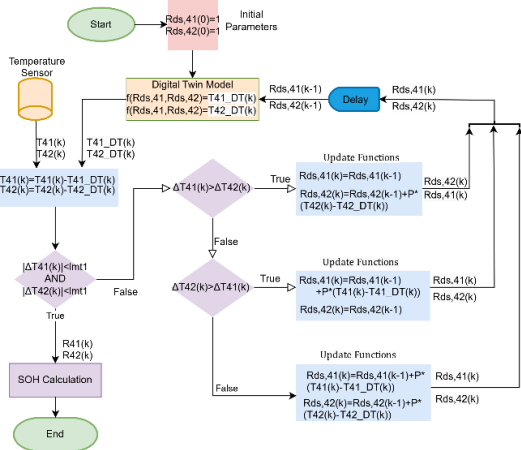 Start
Rds,41(0)=1
Rds,42(0)=1
Initial
Parameters
Temperature
Sensor
Digital Twin Model
f(Rds,41,Rds,42)=T41_DT(k)
f(Rds,41,Rds,42)=T42_DT(k)
Rds,41(k-1)
Rds,42(k-1)
Delay
Rds,41(k)
Rds,42(k)
T41(k)
T42(k)
T41_DT(k)
T42_DT(k)
T41(k)=T41(k)-T41_DT(k)
T42(k)=T42(k)-T42_DT(k)
ΔT41(k)>ΔT42(k)
True
Update Functions
Rds,41(k)=Rds,41(k-1)
Rds,42(k)=Rds,42(k-1)+P*
(T42(k)-T42_DT(k))
Rds,42(k)
Rds,41(k)
False
|ΔT41(k)|<lmt1
AND
|ΔT42(k)|<lmt1
False
True
ΔT42(k)>ΔT41(k)
True
Update Functions
Rds,41(k)=Rds,41(k-1)
+P*(T41(k)-T41_DT(k))
Rds,42(k)=Rds,42(k-1)
Rds,41(k)
Rds,42(k)
R41(k)
R42(k)
SOH Calculation
End
False
Update Functions
Rds,41(k)=Rds,41(k-1)+P*
(T41(k)-T41_DT(k))
Rds,42(k)=Rds,42(k-1)+P*
(T42(k)-T42_DT(k))
Rds,41(k)
Rds,42(k)